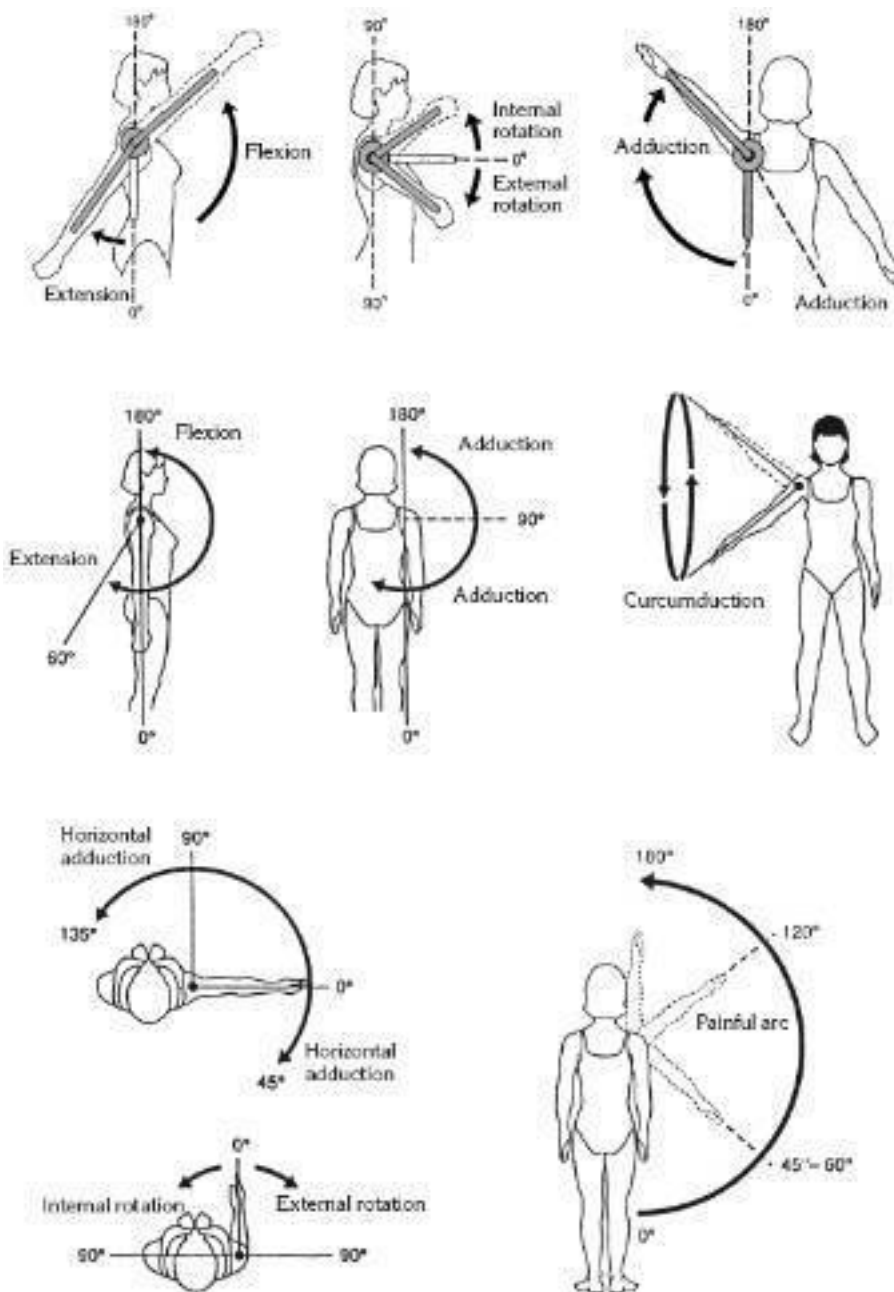 180°
Flexion
Extension
0°
90°
Internal
rotation
0°
External
rotation
90°
180°
Adduction
0°
Adduction
180°
Flexion
Extension
60°
0°
180°
Adduction
90°
Adduction
0°
Curcumduction
Horizontal
adduction
90°
135°
0°
Horizontal
adduction
45°
0°
Internal rotation
External rotation
90°
90°
180°
120°
Painful arc
45°– 60°
0°